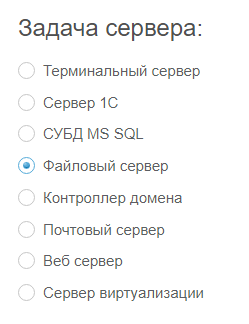 Задача сервера:
Терминальный сервер
Сервер 1С
СУБД MS SQL
Файловый сервер
Контроллер домена
Почтовый сервер
Веб сервер
Сервер виртуализации